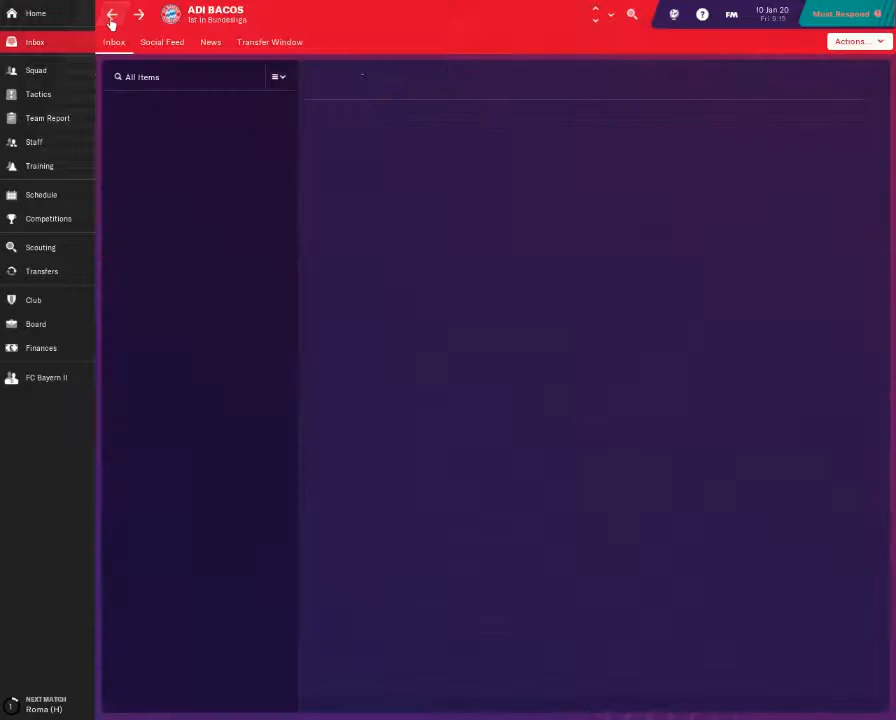 Home
ADI BACOS
1st in Bundesliga
FM
10 Jan 20
Fri 8:15
Must Respond
Inbox
Inbox
Social Feed
News
Transfer Window
Actions...
All Items
Squad
Tactics
Team Report
Staff
Training
Schedule
Competitions
Scouting
Transfers
Club
Board
Finances
FC Bayern II
1
NEXT MATCH
Roma (H)